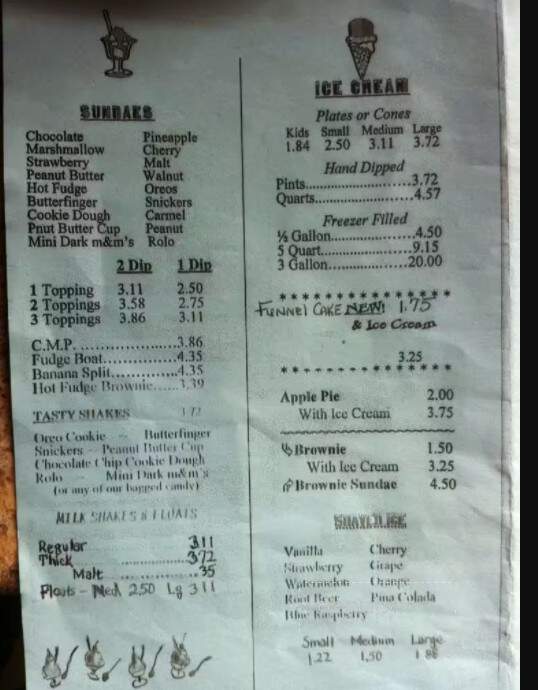 SUNDAES
Chocolate Pineapple
Marshmallow Cherry
Strawberry Malt
Peanut Butter Walnut
Hot Fudge Oreos
Butterfinger Snickers
Cookie Dough Carmel
Pnut Butter Cup Peanut
Mini Dark m&m's Rolo
2 Dip 1 Dip
1 Topping 3.11 2.50
2 Toppings 3.58 2.75
3 Toppings 3.86 3.11
C.M.P. ......................3.86
Fudge Boat...............4.35
Banana Split..............4.35
Hot Fudge Brownie......3.39
TASTY SHAKES 3.72
Oreo Cookie ~ Butterfinger
Snickers ~ Peanut Butter Cup
Chocolate Chip Cookie Dough
Rolo ~ Mini Dark m&m's
(or any of our bagged candy)
MILK SHAKES & FLOATS
Regular 3.11
Thick ..................3.72
Malt ..................35
Floats - Med 2.50 Lg 3.11
ICE CREAM
Plates or Cones
Kids Small Medium Large
1.84 2.50 3.11 3.72
Hand Dipped
Pints......................3.72
Quarts....................4.57
Freezer Filled
½ Gallon..................4.50
5 Quart....................9.15
3 Gallon..................20.00
* * * * * * * * * * * * * * *
FUNNEL CAKE NEW! 1.75
& Ice Cream
3.25
* * - * * * * * * * * * * * *
Apple Pie 2.00
With Ice Cream 3.75
Brownie 1.50
With Ice Cream 3.25
Brownie Sundae 4.50
SHAVED ICE
Vanilla Cherry
Strawberry Grape
Watermelon Orange
Root Beer Pina Colada
Blue Raspberry
Small Medium Large
1.22 1.50